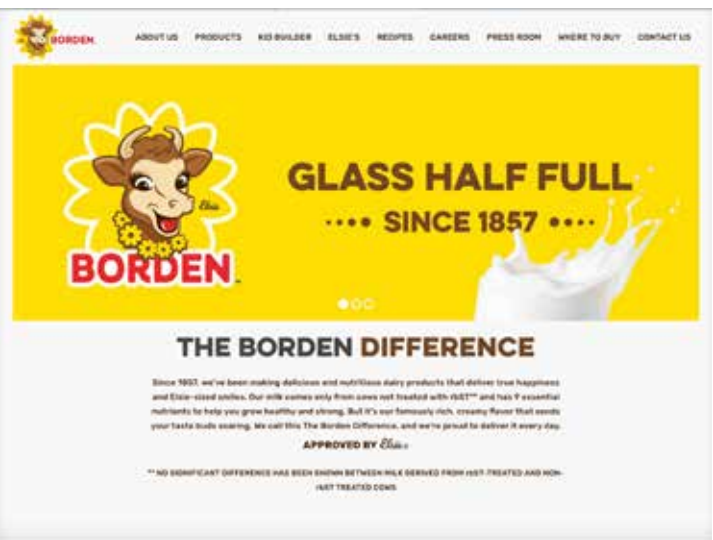 BORDEN
ABOUT US PRODUCTS KID BUILDER ELSIE'S RECIPES CAREERS PRESS ROOM WHERE TO BUY CONTACT US
Elsie
BORDEN
GLASS HALF FULL
SINCE 1857
THE BORDEN DIFFERENCE
Since 1857, we've been making delicious and nutritious dairy products that deliver true happiness
and Elsie-sized smiles. Our milk comes only from cows not treated with rbST** and has 9 essential
nutrients to help you grow healthy and strong. But it's our famously rich, creamy flavor that sends
your taste buds soaring. We call this The Borden Difference, and we're proud to deliver it every day.
APPROVED BY Elsie
** NO SIGNIFICANT DIFFERENCE HAS BEEN SHOWN BETWEEN MILK DERIVED FROM rbST-TREATED AND NON-
rbST TREATED COWS